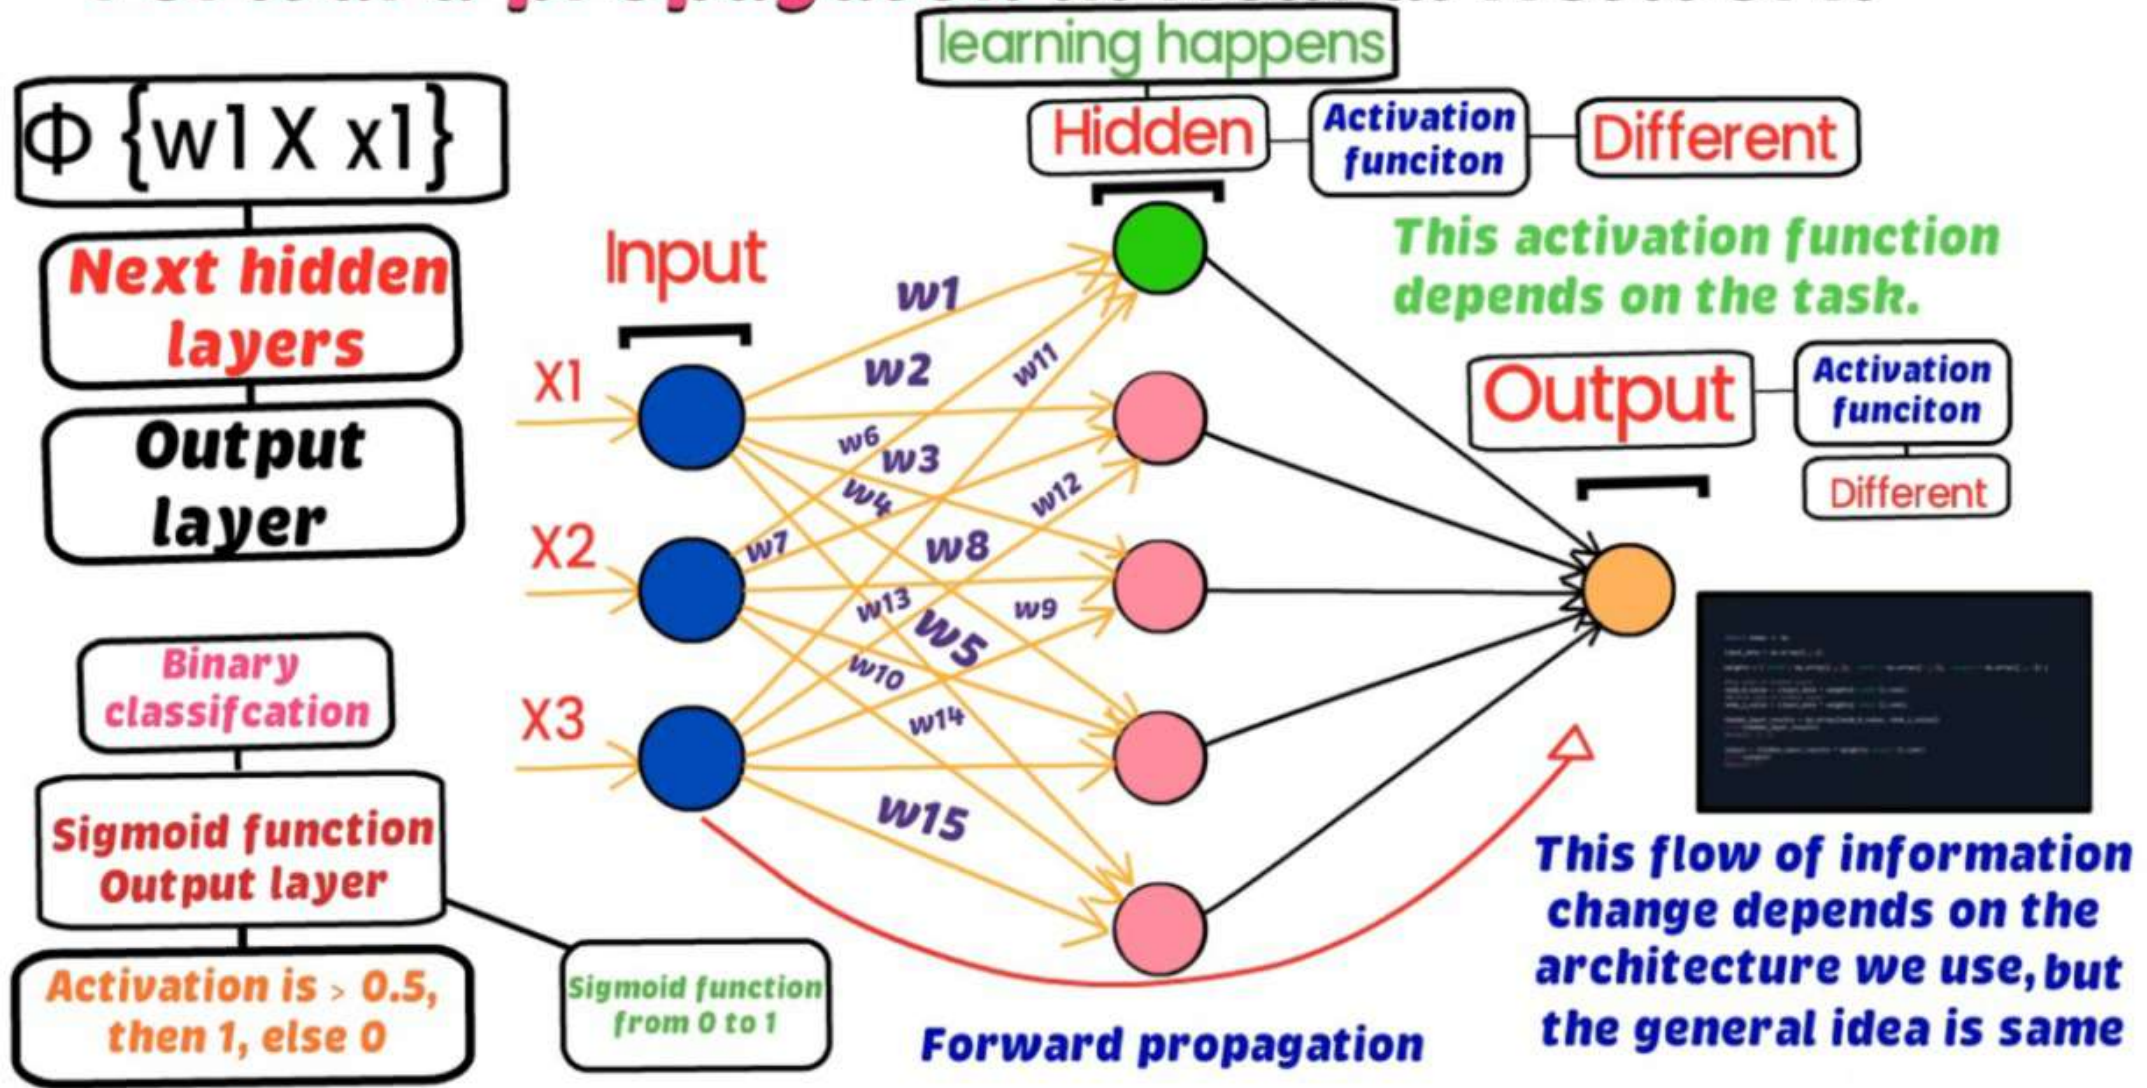 learning happens
Φ {w1 X x1}
Hidden
Activation
funciton
Different
Next hidden
layers
Input
This activation function
depends on the task.
w1
w2
w11
X1
Output
Activation
funciton
Different
Output
layer
w6
w3
w4
w12
X2
w7
w8
w13
w9
w5
w10
Binary
classifcation
X3
w14
Sigmoid function
Output layer
w15
This flow of information
change depends on the
architecture we use, but
the general idea is same
Activation is > 0.5,
then 1, else 0
Sigmoid function
from 0 to 1
Forward propagation